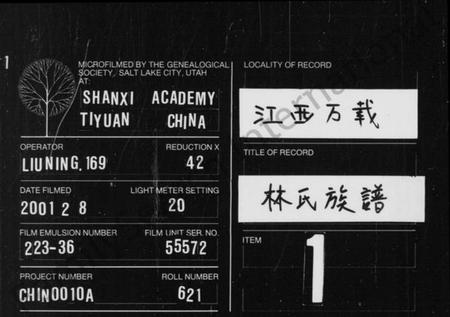 1
MICROFILMED BY THE GENEALOGICAL
SOCIETY, SALT LAKE CITY, UTAH
AT:
SHANXI ACADEMY
TIYUAN CHINA
OPERATOR REDUCTION X
LIUNING.169 42
DATE FILMED LIGHT METER SETTING
2001 2 8 20
FILM EMULSION NUMBER FILM UNIT SER. NO.
223-36 55572
PROJECT NUMBER ROLL NUMBER
CHIN0010A 621
LOCALITY OF RECORD
江西万载
TITLE OF RECORD
林氏族譜
ITEM
1
International